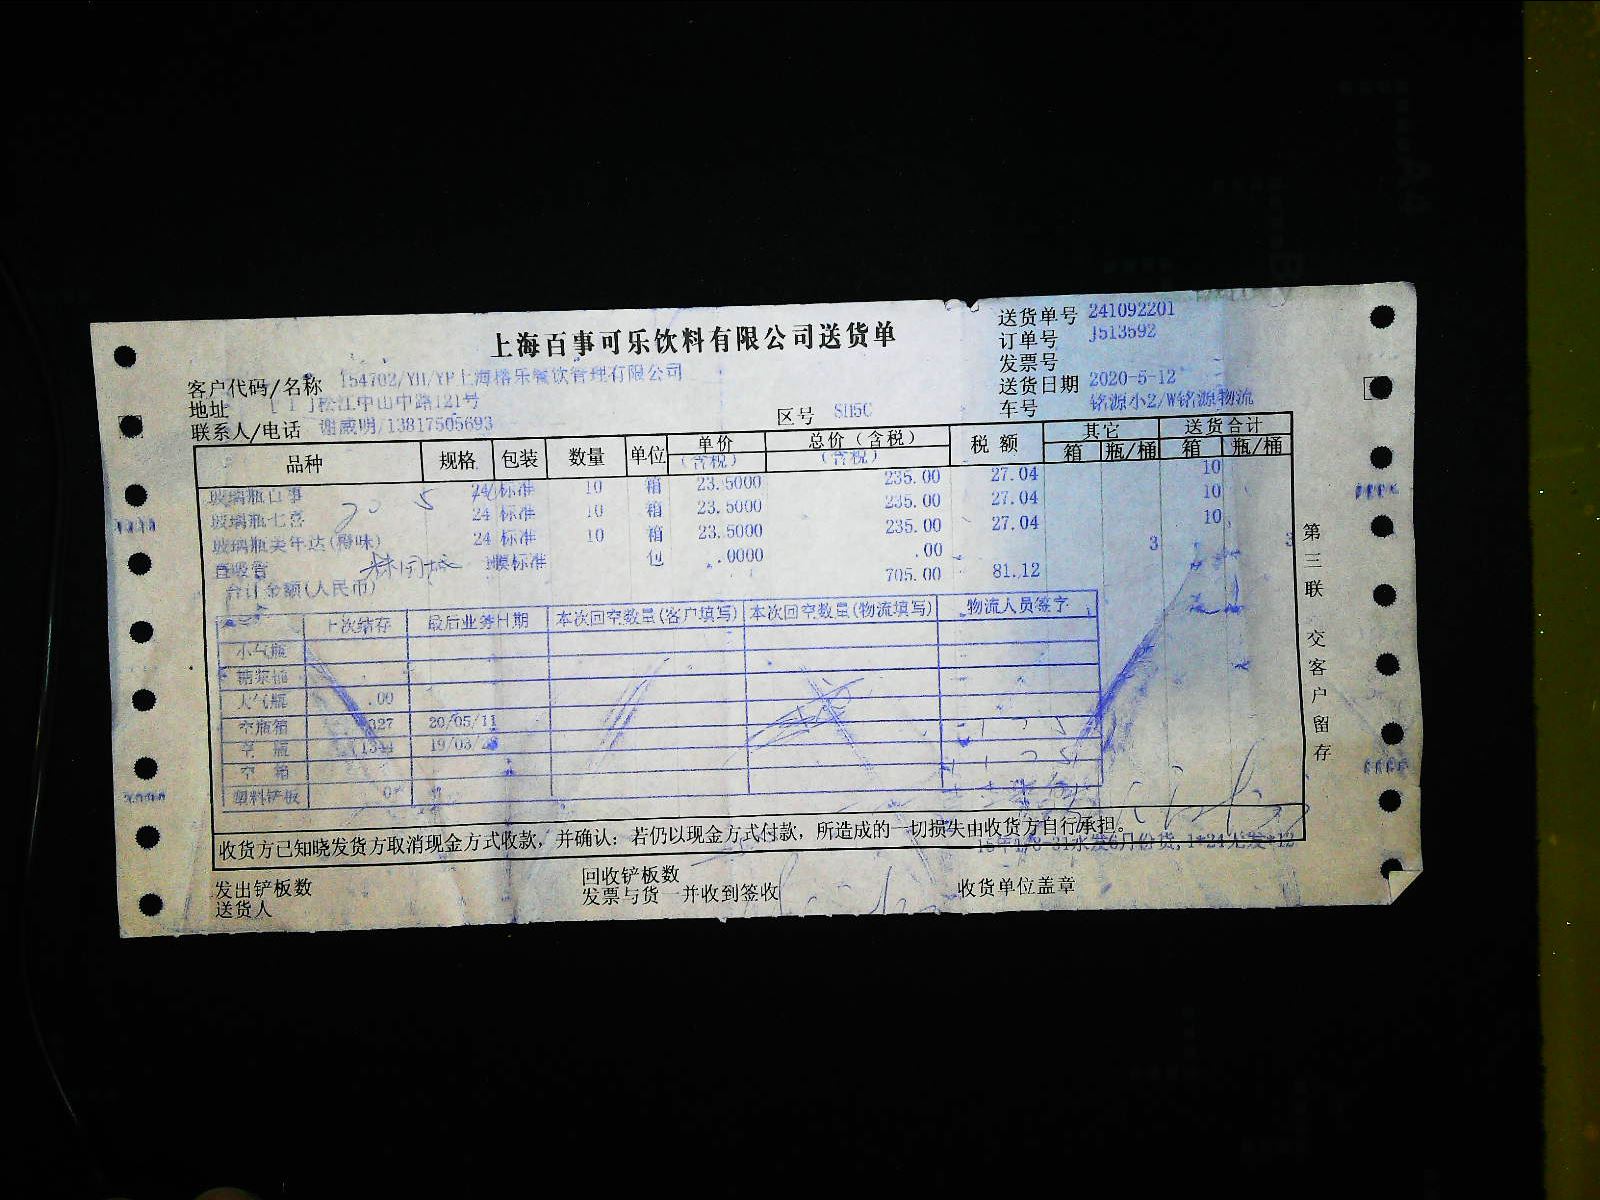 上海百事可乐饮料有限公司送货单
送货单号 241092201
订单号 J513592
发票号
送货日期 2020-5-12
车号 铭源小2/W铭源物流
客户代码/名称 154702/YH/YP上海榙乐餐饮管理有限公司
地址 [ 1 ]松江中山中路121号
联系人/电话 谢威明/13817505693
区号 SH5C
品种 规格 包装 数量 单位 单价(含税) 总价(含税) 税额 其它 送货合计
(含税) (含税) 箱 瓶/桶 箱 瓶/桶
玻璃瓶百事 24 标准 10 箱 23.5000 235.00 27.04 10
玻璃瓶七喜 24 标准 10 箱 23.5000 235.00 27.04 10
玻璃瓶美年达(橙味) 24 标准 10 箱 23.5000 235.00 27.04 10
直吸管 标准 包 .0000 .00 3 3
合计金额(人民币) 705.00 81.12
上次结存 最后业务日期 本次回空数量(客户填写) 本次回空数量(物流填写) 物流人员签字
小气瓶
糖浆桶
大气瓶 .00
空瓶箱 327 20/05/11
空 瓶 1344 19/03/
空 箱
塑料铲板 0
收货方已知晓发货方取消现金方式收款，并确认：若仍以现金方式付款，所造成的一切损失由收货方自行承担。
发出铲板数 回收铲板数
送货人 发票与货一并收到签收 收货单位盖章
第三联 交客户留存